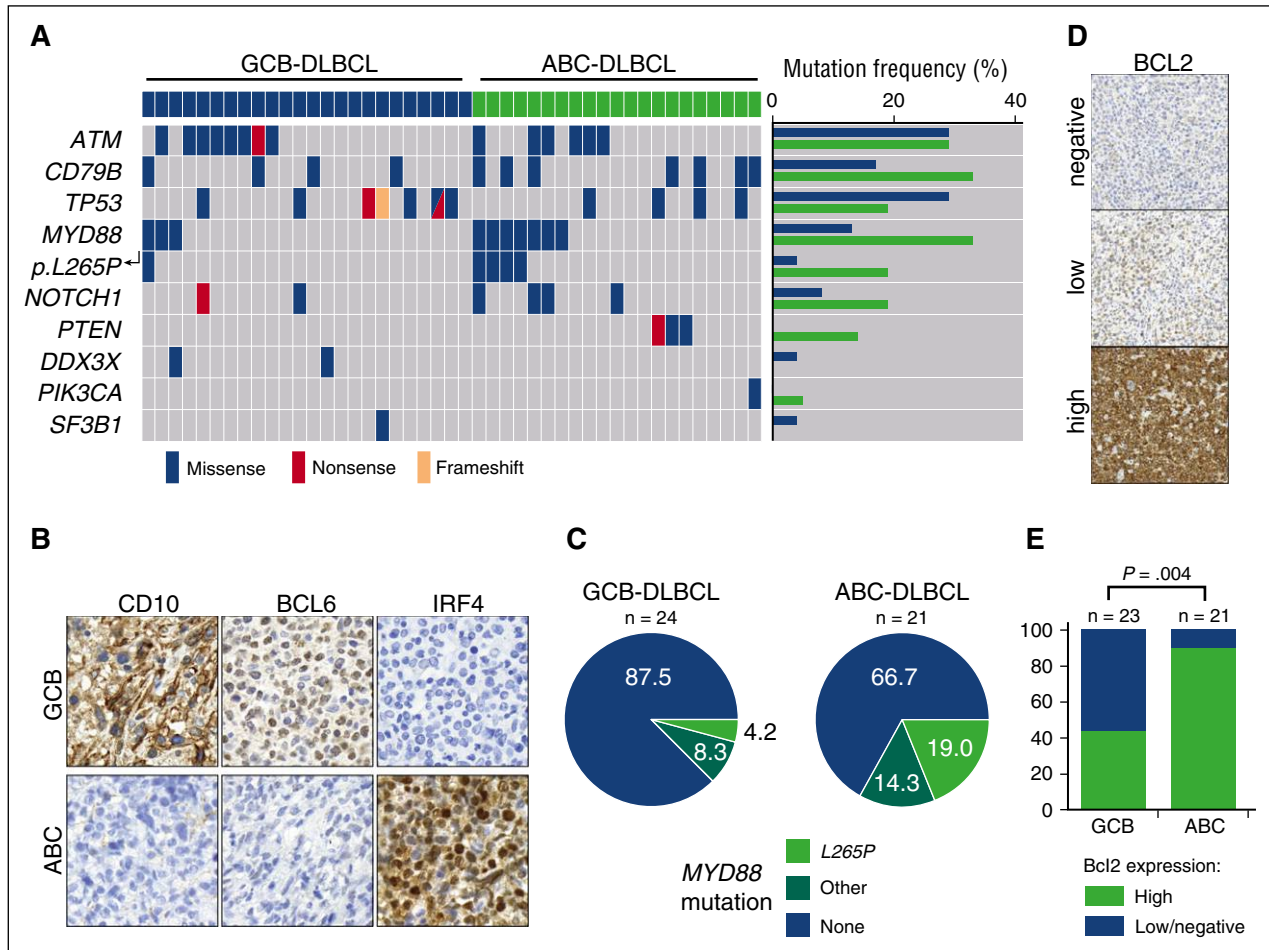 A
GCB-DLBCL
ABC-DLBCL
Mutation frequency (%)
0 20 40
ATM
CD79B
TP53
MYD88
p.L265P
NOTCH1
PTEN
DDX3X
PIK3CA
SF3B1
Missense
Nonsense
Frameshift
B
CD10 BCL6 IRF4
GCB
ABC
C
GCB-DLBCL
n = 24
87.5
4.2
8.3
ABC-DLBCL
n = 21
66.7
19.0
14.3
MYD88
mutation
L265P
Other
None
D
BCL2
negative
low
high
E
P = .004
n = 23 n = 21
100
80
60
40
20
0
GCB ABC
Bcl2 expression:
High
Low/negative